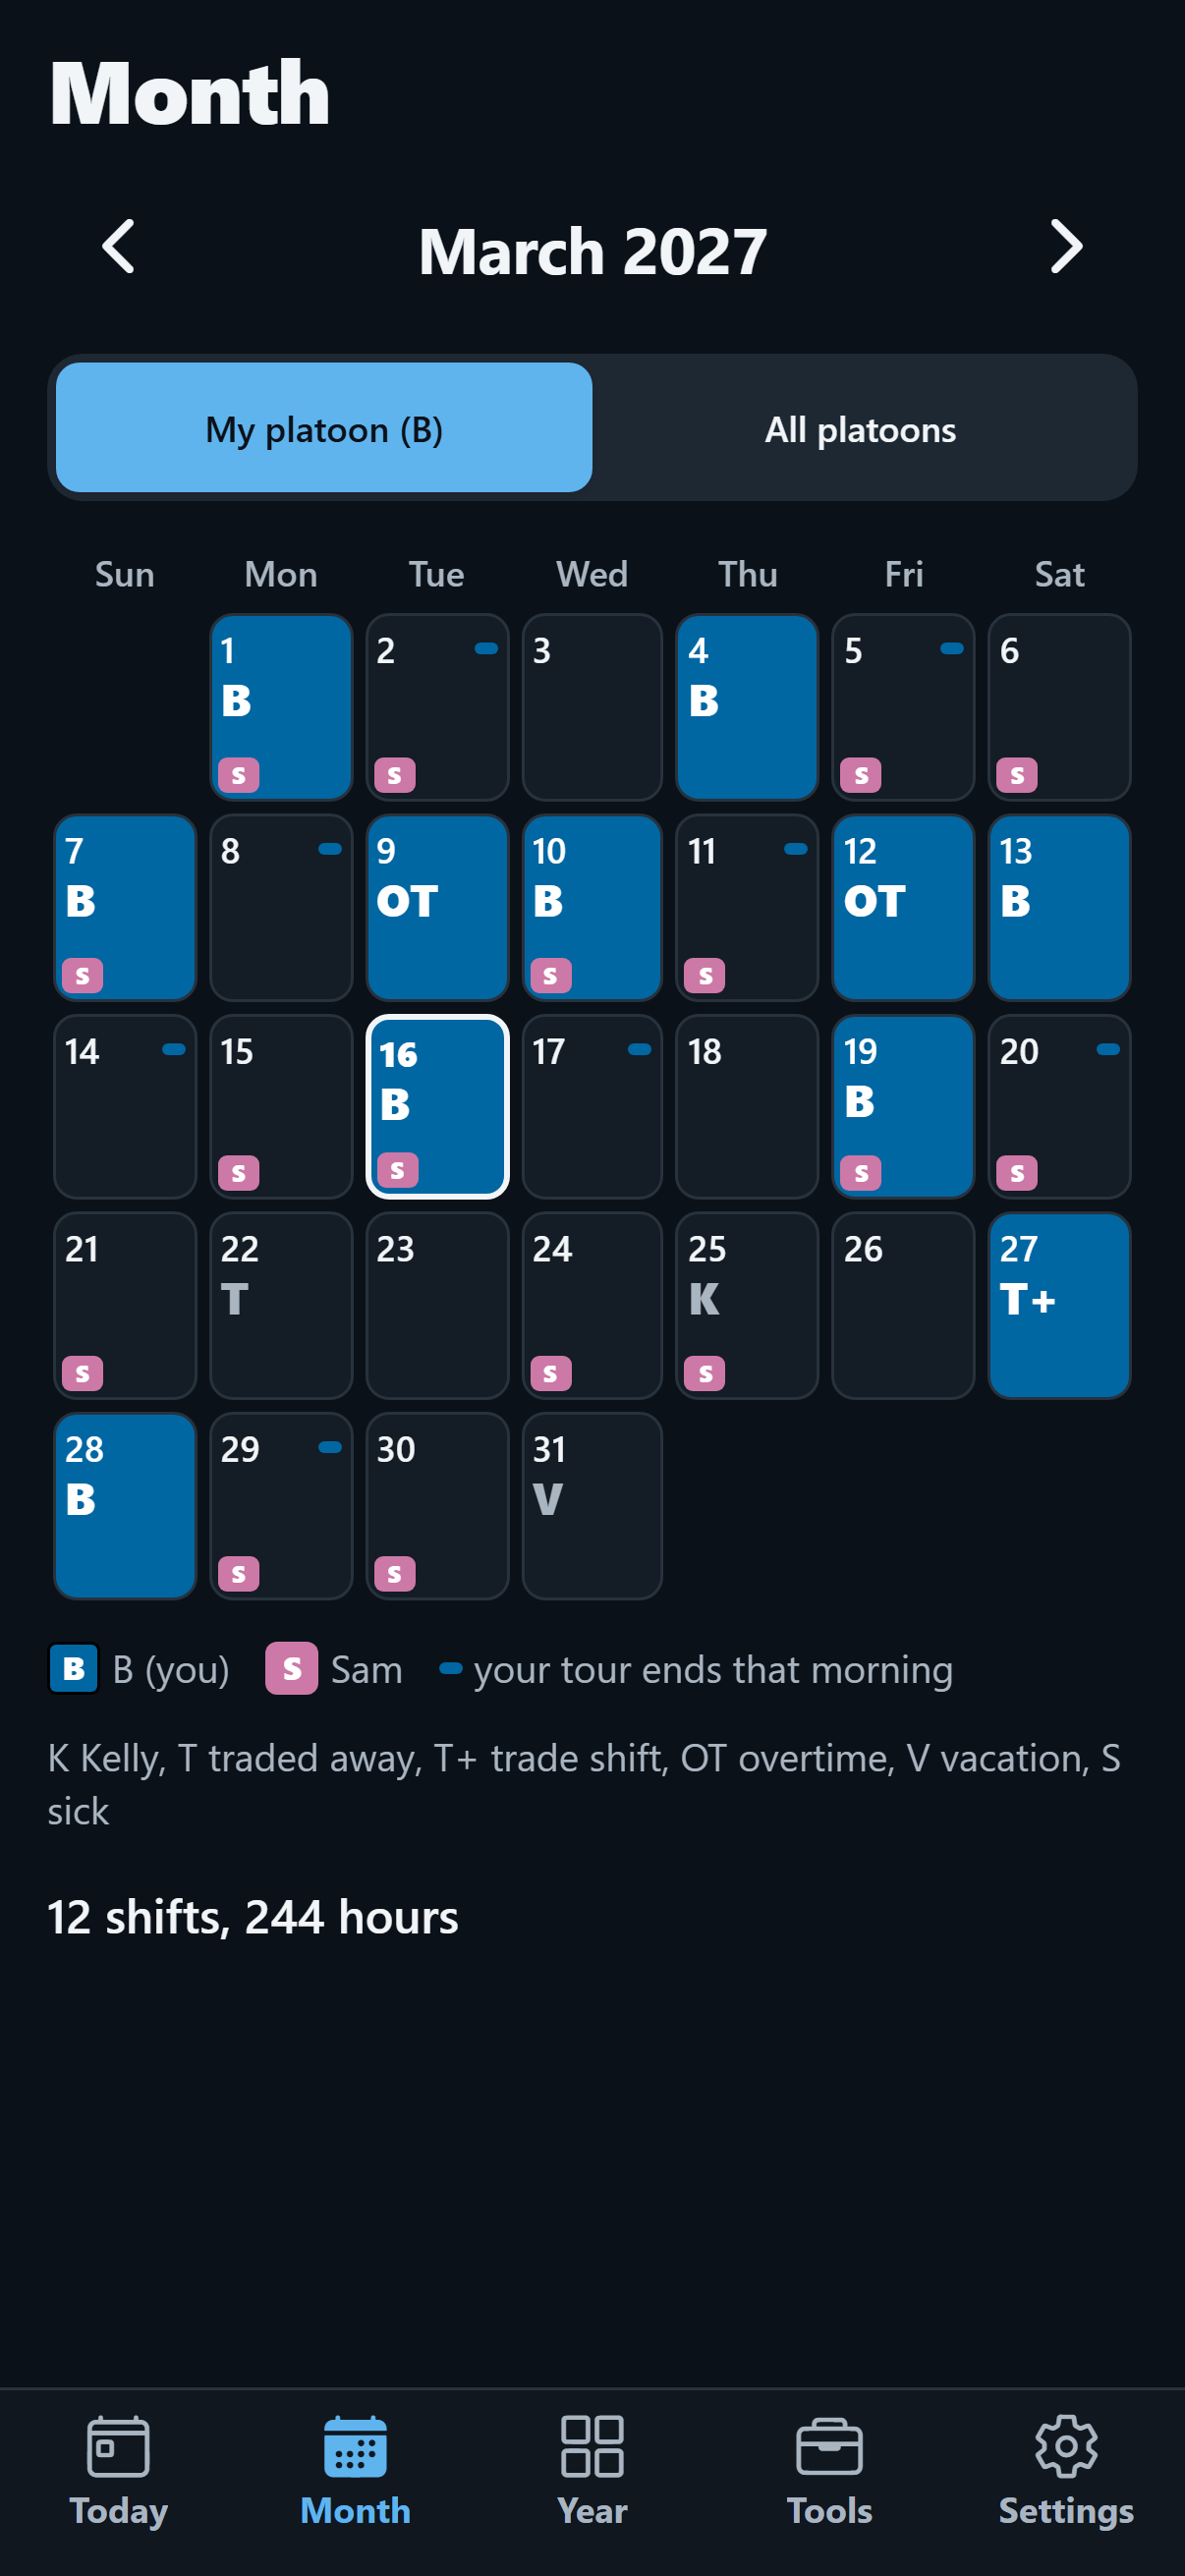 Month
March 2027
My platoon (B) All platoons
Sun Mon Tue Wed Thu Fri Sat
1 2 3 4 5 6
B B
S S S S
7 8 9 10 11 12 13
B OT B OT B
S S S
14 15 16 17 18 19 20
B B
S S S S
21 22 23 24 25 26 27
T K T+
S S S
28 29 30 31
B V
S S
B B (you) S Sam your tour ends that morning
K Kelly, T traded away, T+ trade shift, OT overtime, V vacation, S
sick
12 shifts, 244 hours
Today Month Year Tools Settings